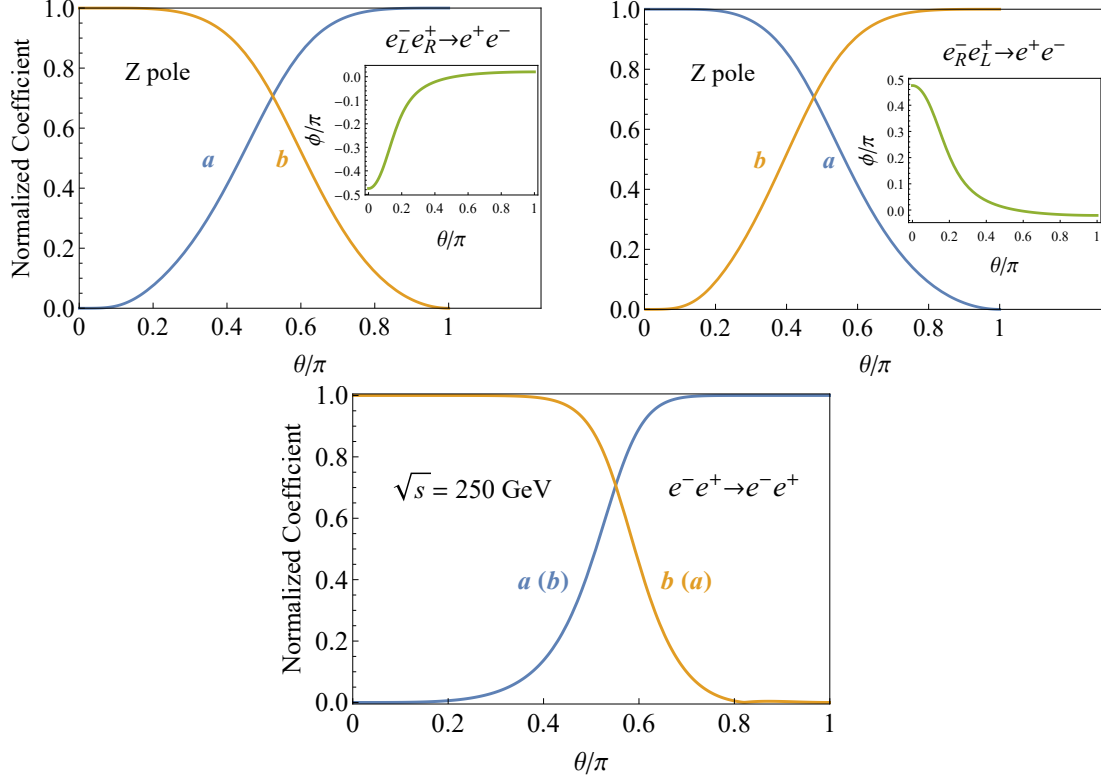 Normalized Coefficient
1.0
0.8
0.6
0.4
0.2
0.0
0 0.2 0.4 0.6 0.8 1
θ/π
Z pole
e⁻_L e⁺_R→e⁺e⁻
a
b
ϕ/π
0.0
−0.1
−0.2
−0.3
−0.4
−0.5
0 0.2 0.4 0.6 0.8 1
θ/π
1.0
0.8
0.6
0.4
0.2
0.0
0 0.2 0.4 0.6 0.8 1
θ/π
Z pole
e⁻_R e⁺_L→e⁺e⁻
b
a
ϕ/π
0.5
0.4
0.3
0.2
0.1
0.0
0 0.2 0.4 0.6 0.8 1
θ/π
Normalized Coefficient
1.0
0.8
0.6
0.4
0.2
0.0
0 0.2 0.4 0.6 0.8 1
θ/π
√s = 250 GeV
e⁻e⁺→e⁻e⁺
a (b)
b (a)